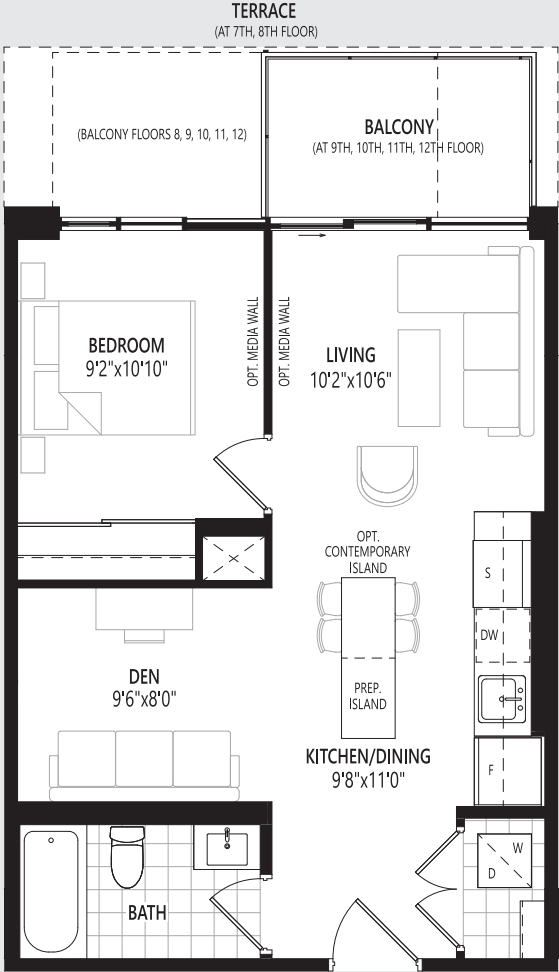 TERRACE
(AT 7TH, 8TH FLOOR)
(BALCONY FLOORS 8, 9, 10, 11, 12)
BALCONY
(AT 9TH, 10TH, 11TH, 12TH FLOOR)
BEDROOM
9'2"x10'10"
OPT. MEDIA WALL
OPT. MEDIA WALL
LIVING
10'2"x10'6"
OPT.
CONTEMPORARY
ISLAND
S
DW
DEN
9'6"x8'0"
PREP.
ISLAND
KITCHEN/DINING
9'8"x11'0"
F
W
D
BATH